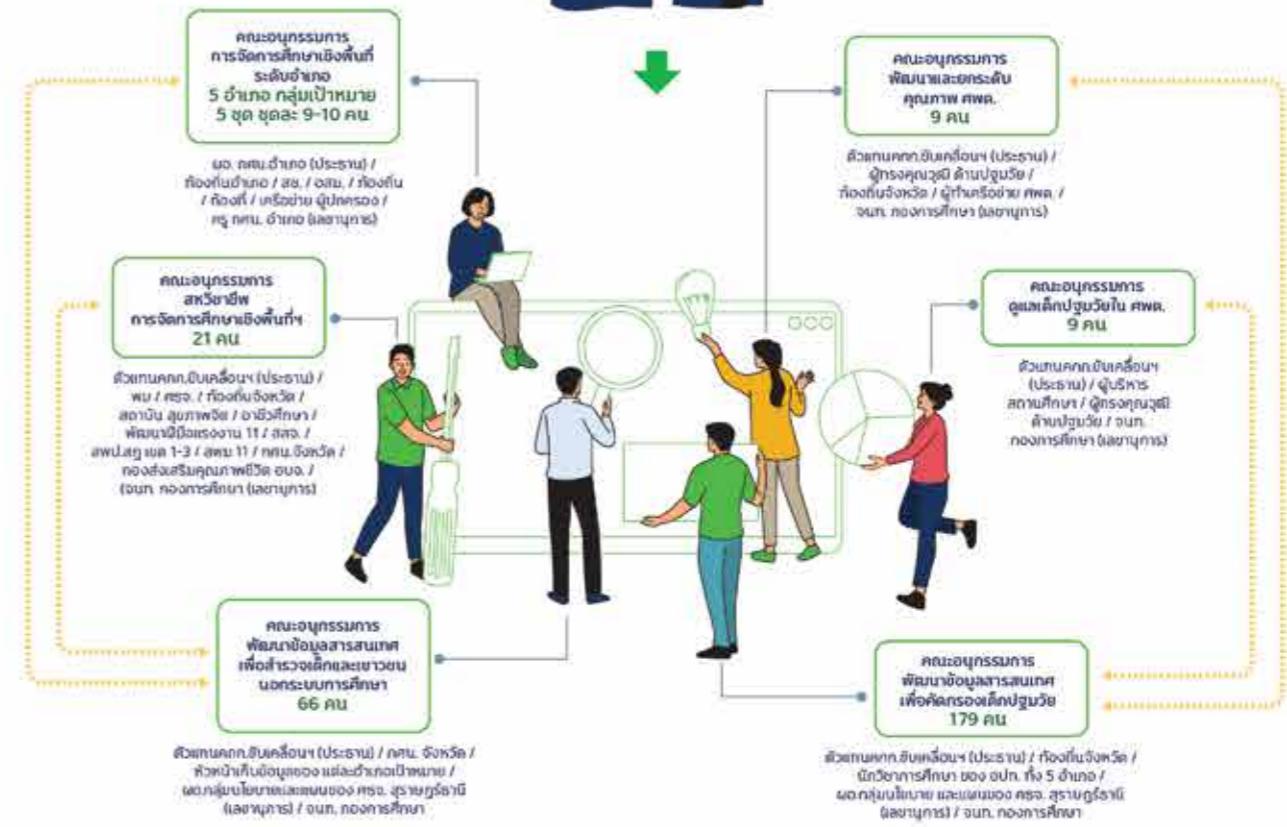 คณะอนุกรรมการ
การจัดการศึกษาเชิงพื้นที่
ระดับอำเภอ
5 อำเภอ กลุ่มเป้าหมาย
5 ชุด ชุดละ 9-10 คน
ผอ. กศน.อำเภอ (ประธาน) /
ท้องถิ่นอำเภอ / สช. / อสม. / ท้องถิ่น
/ ท้องที่ / เครือข่าย ผู้ปกครอง /
ครู กศน. อำเภอ (เลขานุการ)
คณะอนุกรรมการ
พัฒนาและยกระดับ
คุณภาพ ศพด.
9 คน
ตัวแทนคกก.ขับเคลื่อนฯ (ประธาน) /
ผู้ทรงคุณวุฒิ ด้านปฐมวัย /
ท้องถิ่นจังหวัด / ผู้ทำเครือข่าย ศพด. /
จนท. กองการศึกษา (เลขานุการ)
คณะอนุกรรมการ
สหวิชาชีพ
การจัดการศึกษาเชิงพื้นที่ฯ
21 คน
ตัวแทนคกก.ขับเคลื่อนฯ (ประธาน) /
พม / ศธจ. / ท้องถิ่นจังหวัด /
สถาบัน สุขภาพจิต / อาชีวศึกษา /
พัฒนาฝีมือแรงงาน 11 / สสจ. /
สพป.สฎ เขต 1-3 / สพม 11 / กศน.จังหวัด /
กองส่งเสริมคุณภาพชีวิต อบจ. /
(จนท. กองการศึกษา (เลขานุการ)
คณะอนุกรรมการ
ดูแลเด็กปฐมวัยใน ศพด.
9 คน
ตัวแทนคกก.ขับเคลื่อนฯ
(ประธาน) / ผู้บริหาร
สถานศึกษา / ผู้ทรงคุณวุฒิ
ด้านปฐมวัย / จนท.
กองการศึกษา (เลขานุการ)
คณะอนุกรรมการ
พัฒนาข้อมูลสารสนเทศ
เพื่อสำรวจเด็กและเยาวชน
นอกระบบการศึกษา
66 คน
ตัวแทนคกก.ขับเคลื่อนฯ (ประธาน) / กศน. จังหวัด /
หัวหน้าเก็บข้อมูลของ แต่ละอำเภอเป้าหมาย /
ผอ.กลุ่มนโยบายและแผนของ ศธจ. สุราษฎร์ธานี
(เลขานุการ) / จนท. กองการศึกษา
คณะอนุกรรมการ
พัฒนาข้อมูลสารสนเทศ
เพื่อคัดกรองเด็กปฐมวัย
179 คน
ตัวแทนคกก.ขับเคลื่อนฯ (ประธาน) / ท้องถิ่นจังหวัด /
นักวิชาการศึกษา ของ อปท. ทั้ง 5 อำเภอ /
ผอ.กลุ่มนโยบาย และแผนของ ศธจ. สุราษฎร์ธานี
(เลขานุการ) / จนท. กองการศึกษา